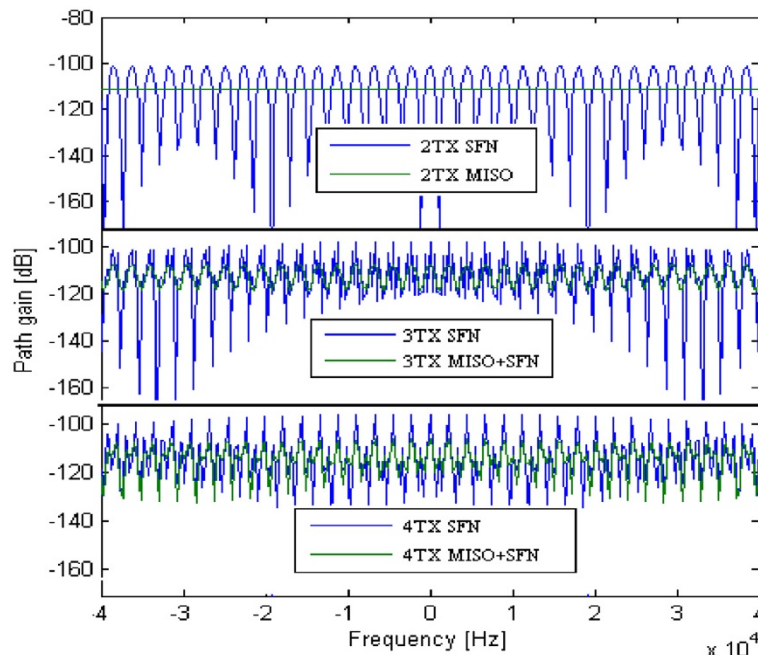 -80
-100
-120
-140
-160
2TX SFN
2TX MISO
Path gain [dB]
-100
-120
-140
-160
3TX SFN
3TX MISO+SFN
-100
-120
-140
-170
4TX SFN
4TX MISO+SFN
-4 -3 -2 -1 0 1 2 3 4
Frequency [Hz]
x 10^4